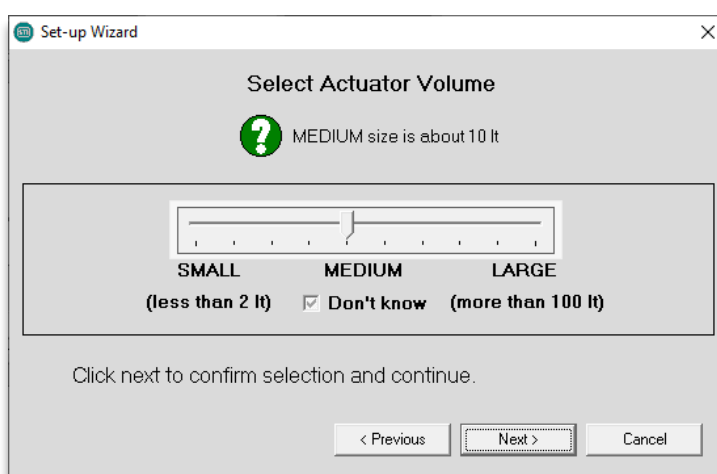 Set-up Wizard
Select Actuator Volume
MEDIUM size is about 10 lt
SMALL MEDIUM LARGE
(less than 2 lt) Don't know (more than 100 lt)
Click next to confirm selection and continue.
< Previous Next > Cancel